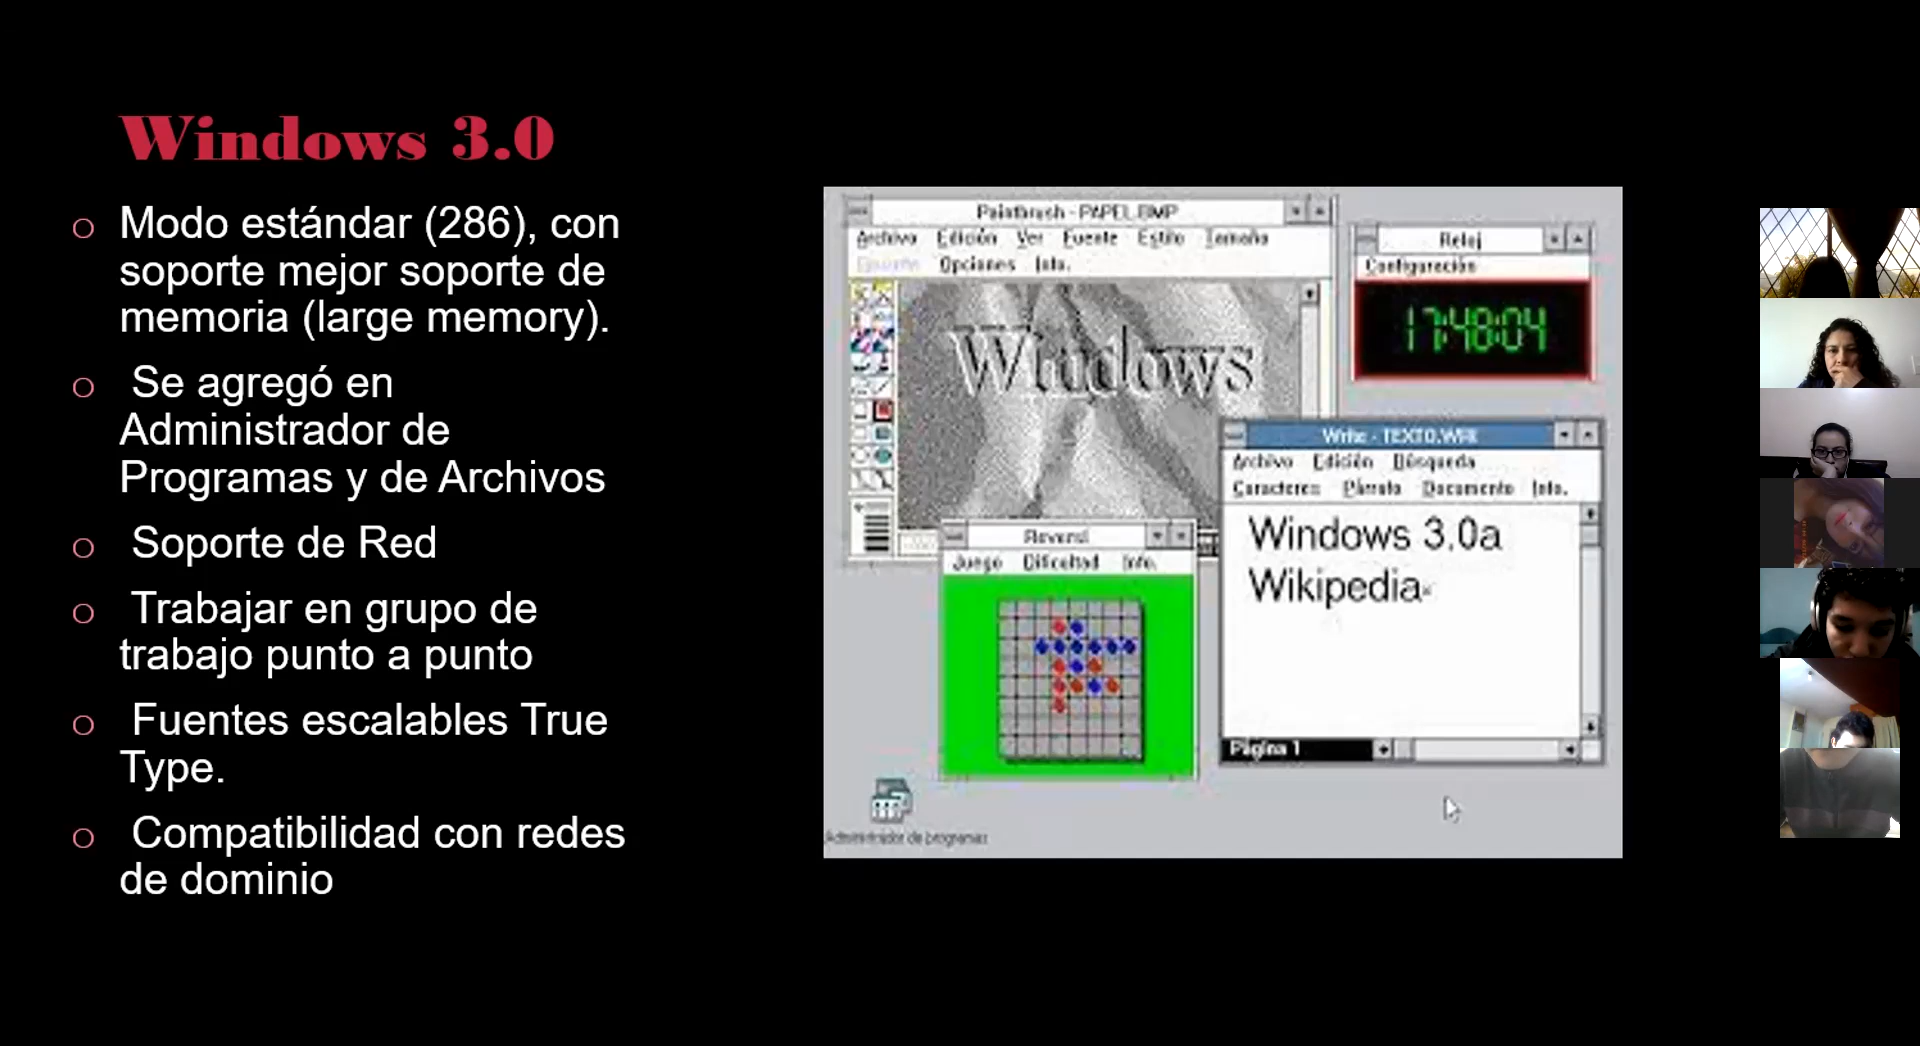 Windows 3.0
o Modo estándar (286), con
soporte mejor soporte de
memoria (large memory).
o Se agregó en
Administrador de
Programas y de Archivos
o Soporte de Red
o Trabajar en grupo de
trabajo punto a punto
o Fuentes escalables True
Type.
o Compatibilidad con redes
de dominio
Paintbrush - PAPEL.BMP
Archivo Edición Ver Fuente Estilo Tamaño
Opciones Info.
Windows
Reloj
Configuración
17:48:04
Write - TEXTO.WRI
Archivo Edición Búsqueda
Caracteres Párrafo Documento Info.
Windows 3.0a
Wikipedia
Página 1
Reversi
Juego Dificultad Info.
Administrador de programas